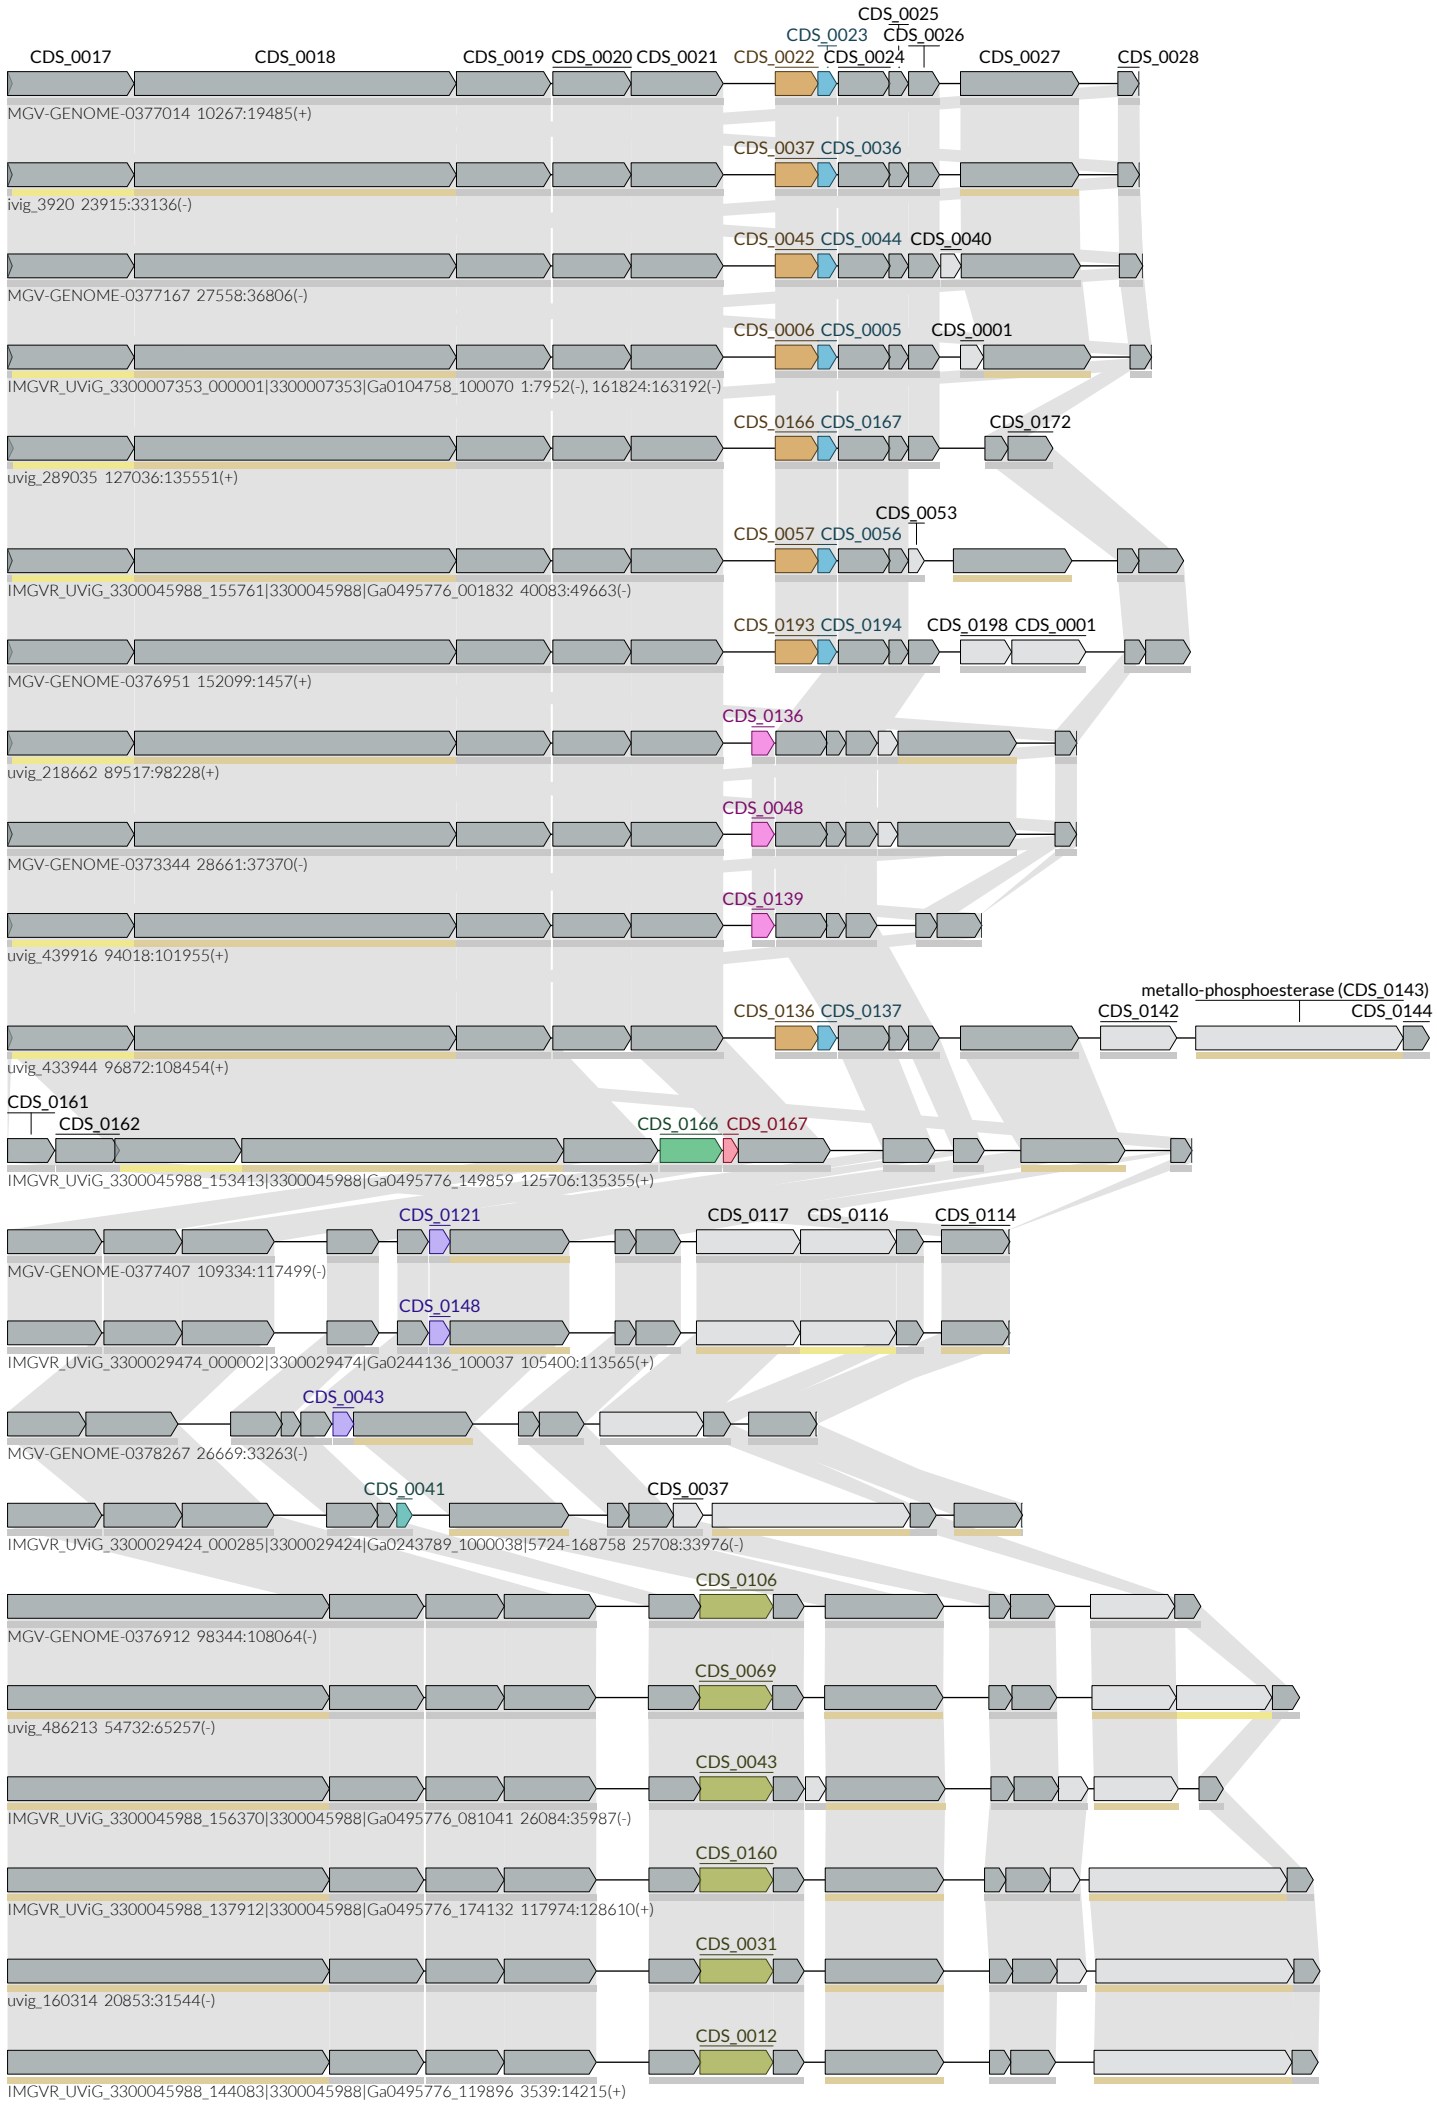 CDS_0025
CDS_0023 CDS_0026
CDS_0017 CDS_0018 CDS_0019 CDS_0020 CDS_0021 CDS_0022 CDS_0024 CDS_0027 CDS_0028
MGV-GENOME-0377014 10267:19485(+)
CDS_0037 CDS_0036
ivig_3920 23915:33136(-)
CDS_0045 CDS_0044 CDS_0040
MGV-GENOME-0377167 27558:36806(-)
CDS_0006 CDS_0005 CDS_0001
IMGVR_UViG_3300007353_000001|3300007353|Ga0104758_100070 1:7952(-), 161824:163192(-)
CDS_0166 CDS_0167 CDS_0172
uvig_289035 127036:135551(+)
CDS_0053
CDS_0057 CDS_0056
IMGVR_UViG_3300045988_155761|3300045988|Ga0495776_001832 40083:49663(-)
CDS_0193 CDS_0194 CDS_0198 CDS_0001
MGV-GENOME-0376951 152099:1457(+)
CDS_0136
uvig_218662 89517:98228(+)
CDS_0048
MGV-GENOME-0373344 28661:37370(-)
CDS_0139
uvig_439916 94018:101955(+)
metallo-phosphoesterase (CDS_0143)
CDS_0136 CDS_0137 CDS_0142 CDS_0144
uvig_433944 96872:108454(+)
CDS_0161
CDS_0162 CDS_0166 CDS_0167
IMGVR_UViG_3300045988_153413|3300045988|Ga0495776_149859 125706:135355(+)
CDS_0121 CDS_0117 CDS_0116 CDS_0114
MGV-GENOME-0377407 109334:117499(-)
CDS_0148
IMGVR_UViG_3300029474_000002|3300029474|Ga0244136_100037 105400:113565(+)
CDS_0043
MGV-GENOME-0378267 26669:33263(-)
CDS_0041 CDS_0037
IMGVR_UViG_3300029424_000285|3300029424|Ga0243789_1000038|5724-168758 25708:33976(-)
CDS_0106
MGV-GENOME-0376912 98344:108064(-)
CDS_0069
uvig_486213 54732:65257(-)
CDS_0043
IMGVR_UViG_3300045988_156370|3300045988|Ga0495776_081041 26084:35987(-)
CDS_0160
IMGVR_UViG_3300045988_137912|3300045988|Ga0495776_174132 117974:128610(+)
CDS_0031
uvig_160314 20853:31544(-)
CDS_0012
IMGVR_UViG_3300045988_144083|3300045988|Ga0495776_119896 3539:14215(+)